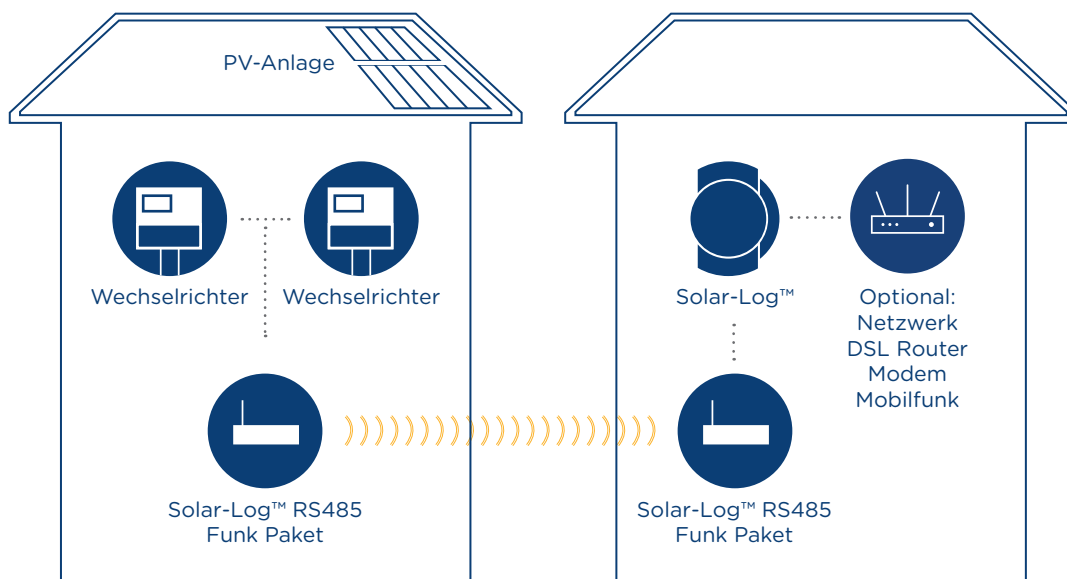 PV-Anlage
Wechselrichter
Wechselrichter
Solar-Log™ RS485
Funk Paket
Solar-Log™
Optional:
Netzwerk
DSL Router
Modem
Mobilfunk
Solar-Log™ RS485
Funk Paket